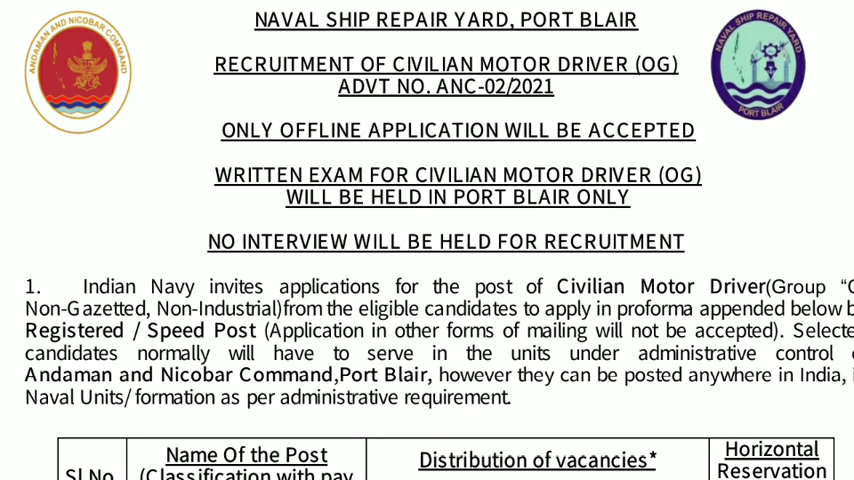 NAVAL SHIP REPAIR YARD, PORT BLAIR
ANDAMAN AND NICOBAR COMMAND
NAVAL SHIP REPAIR YARD
PORT BLAIR
RECRUITMENT OF CIVILIAN MOTOR DRIVER (OG)
ADVT NO. ANC-02/2021
ONLY OFFLINE APPLICATION WILL BE ACCEPTED
WRITTEN EXAM FOR CIVILIAN MOTOR DRIVER (OG)
WILL BE HELD IN PORT BLAIR ONLY
NO INTERVIEW WILL BE HELD FOR RECRUITMENT
1. Indian Navy invites applications for the post of Civilian Motor Driver(Group “
Non-Gazetted, Non-Industrial)from the eligible candidates to apply in proforma appended below
Registered / Speed Post (Application in other forms of mailing will not be accepted). Selecte
candidates normally will have to serve in the units under administrative control
Andaman and Nicobar Command,Port Blair, however they can be posted anywhere in India,
Naval Units/formation as per administrative requirement.
Sl No
Name Of the Post
(Classification with pay
Distribution of vacancies*
Horizontal
Reservation